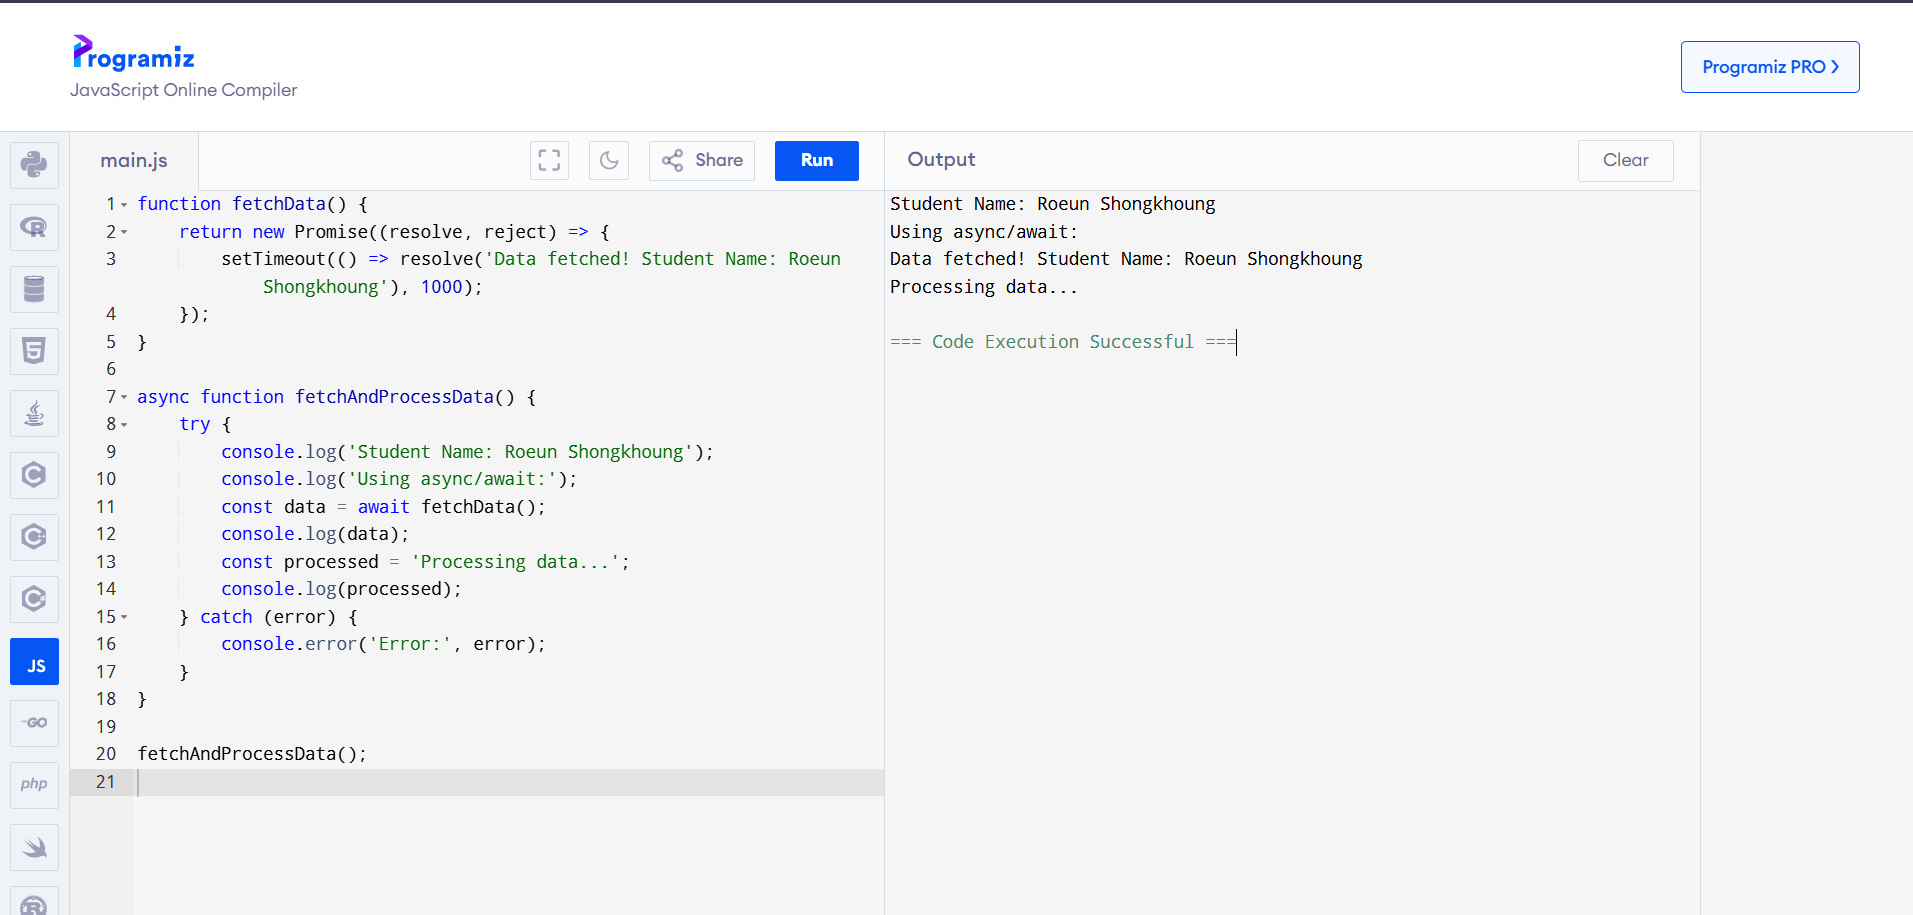 Programiz
JavaScript Online Compiler
Programiz PRO
main.js
Share
Run
Output
Clear
1 function fetchData() {
2     return new Promise((resolve, reject) => {
3         setTimeout(() => resolve('Data fetched! Student Name: Roeun
            Shongkhoung'), 1000);
4     });
5 }
6
7 async function fetchAndProcessData() {
8     try {
9         console.log('Student Name: Roeun Shongkhoung');
10         console.log('Using async/await:');
11         const data = await fetchData();
12         console.log(data);
13         const processed = 'Processing data...';
14         console.log(processed);
15     } catch (error) {
16         console.error('Error:', error);
17     }
18 }
19
20 fetchAndProcessData();
21
Student Name: Roeun Shongkhoung
Using async/await:
Data fetched! Student Name: Roeun Shongkhoung
Processing data...
=== Code Execution Successful ===
R
5
C
C
C
JS
GO
php
R